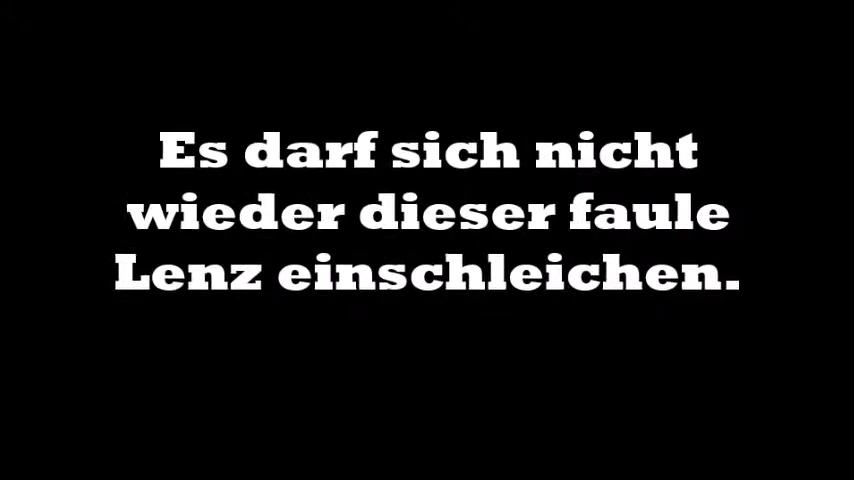 Es darf sich nicht
wieder dieser faule
Lenz einschleichen.